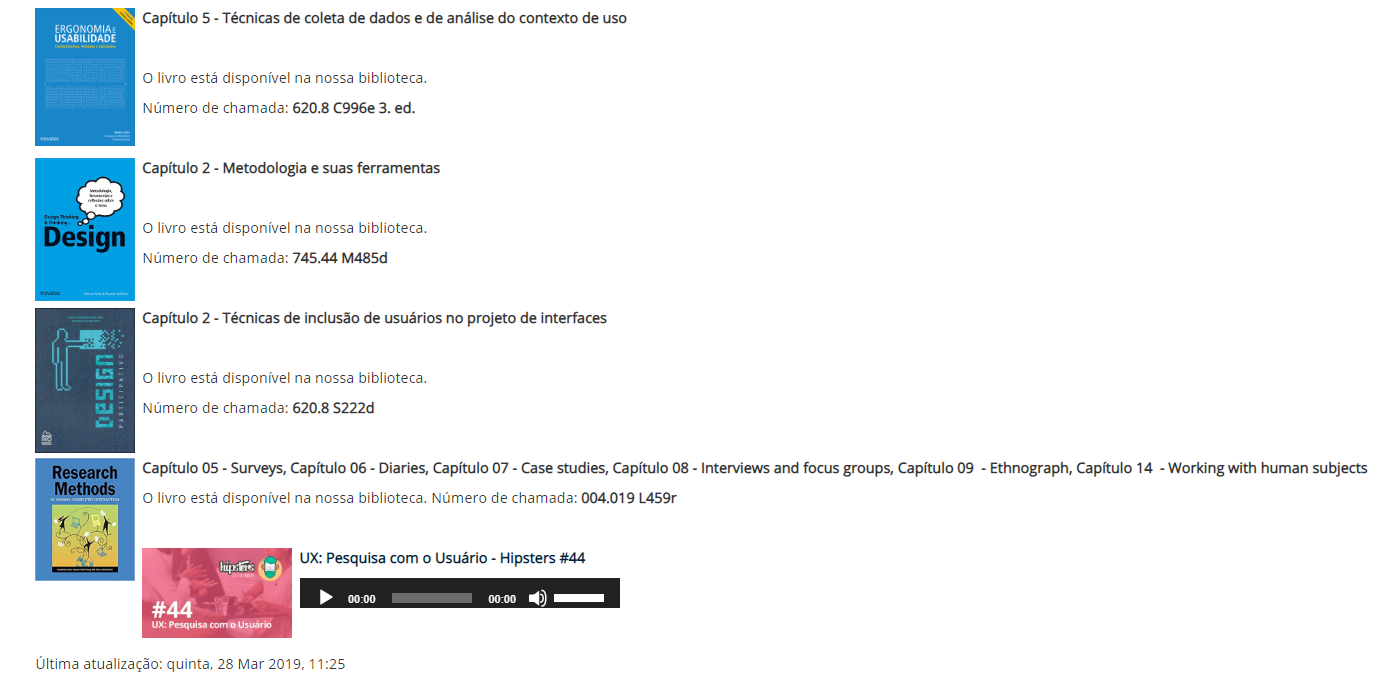 ERGONOMIA E
USABILIDADE
Conhecimentos, Métodos e Aplicações
novatec
Capítulo 5 - Técnicas de coleta de dados e de análise do contexto de uso
O livro está disponível na nossa biblioteca.
Número de chamada: 620.8 C996e 3. ed.
Metodologia,
ferramentas e
reflexões sobre
o tema
Design Thinking
& Thinking
Design
novatec
Capítulo 2 - Metodologia e suas ferramentas
O livro está disponível na nossa biblioteca.
Número de chamada: 745.44 M485d
DESIGN
PARTICIPATIVO
Capítulo 2 - Técnicas de inclusão de usuários no projeto de interfaces
O livro está disponível na nossa biblioteca.
Número de chamada: 620.8 S222d
Research
Methods
IN HUMAN-COMPUTER INTERACTION
Capítulo 05 - Surveys, Capítulo 06 - Diaries, Capítulo 07 - Case studies, Capítulo 08 - Interviews and focus groups, Capítulo 09  - Ethnograph, Capítulo 14  - Working with human subjects
O livro está disponível na nossa biblioteca. Número de chamada: 004.019 L459r
hipsters
#44
UX: Pesquisa com o Usuário
UX: Pesquisa com o Usuário - Hipsters #44
00:00 00:00
Última atualização: quinta, 28 Mar 2019, 11:25